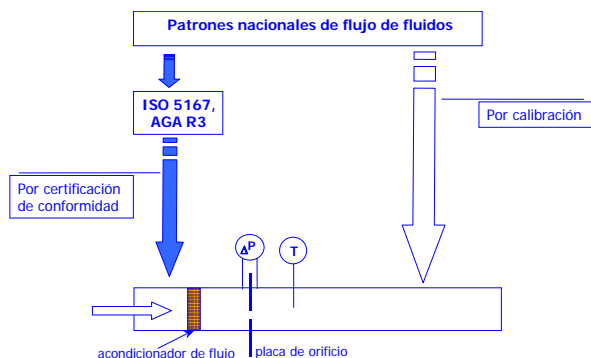 Patrones nacionales de flujo de fluidos
ISO 5167,
AGA R3
Por calibración
Por certificación
de conformidad
ΔP
T
acondicionador de flujo
placa de orificio